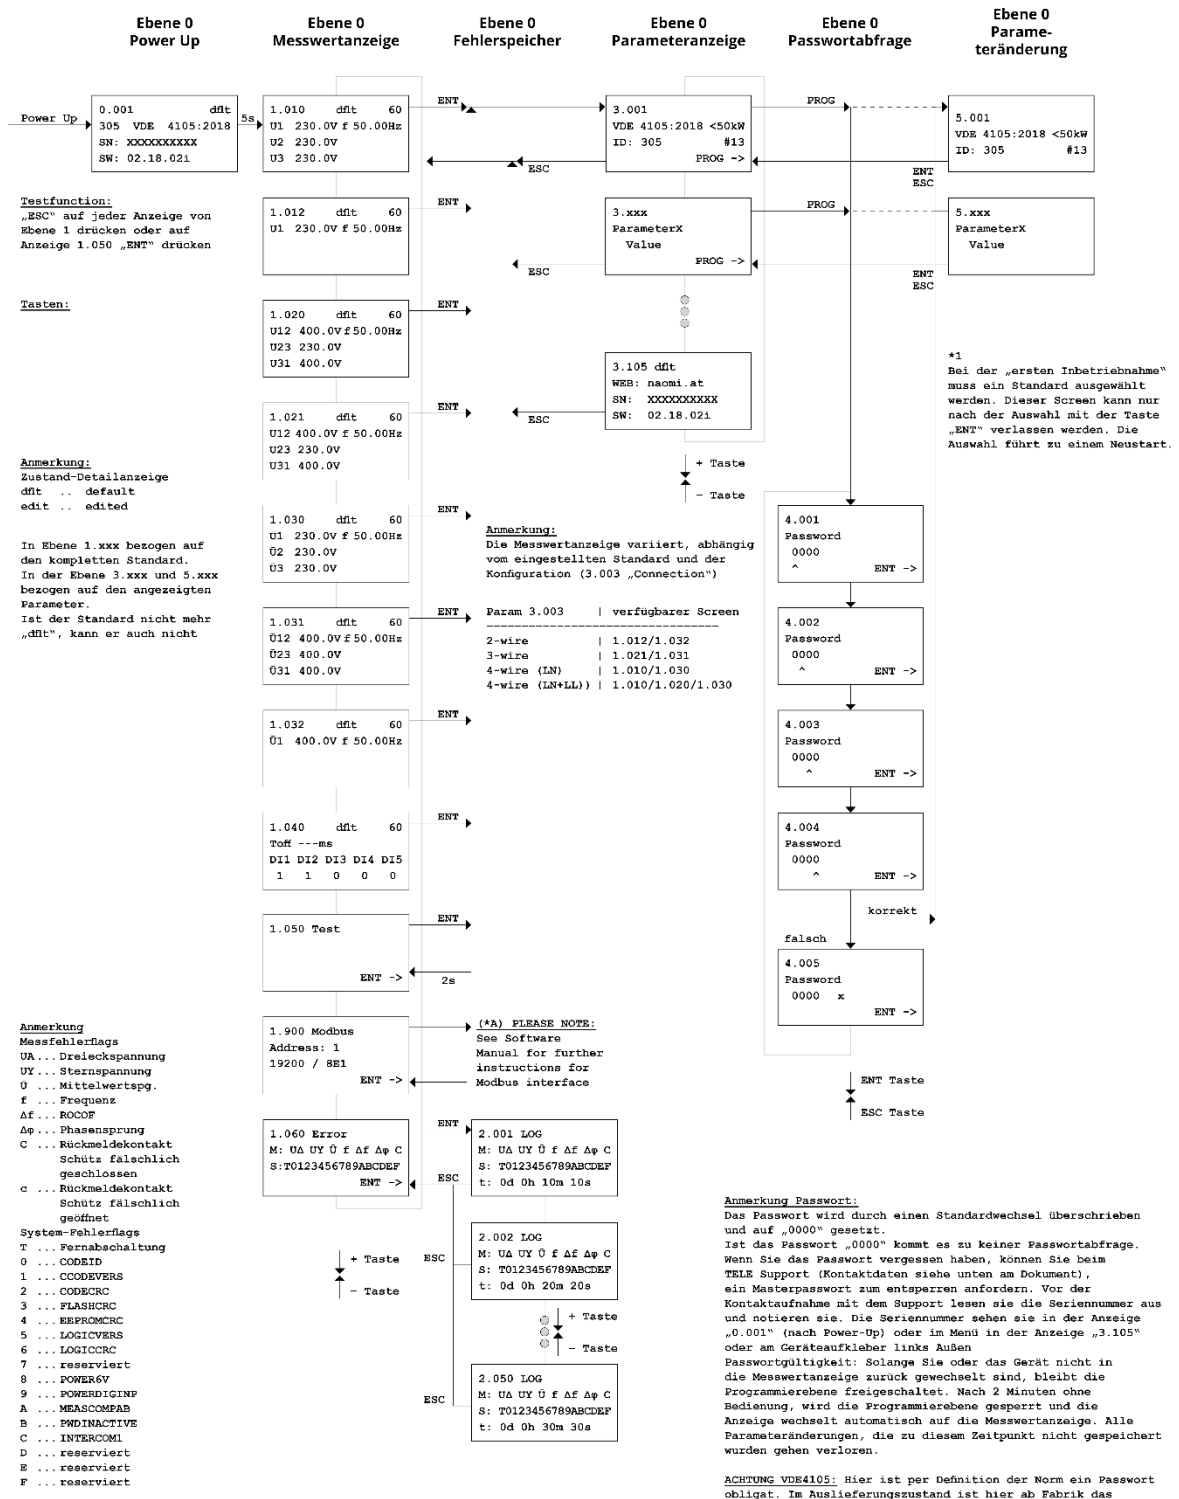 Ebene 0
Power Up
Ebene 0
Messwertanzeige
Ebene 0
Fehlerspeicher
Ebene 0
Parameteranzeige
Ebene 0
Passwortabfrage
Ebene 0
Parame-
teränderung
Power Up
0.001 dflt
305 VDE 4105:2018
SN: XXXXXXXXXX
SW: 02.18.02i
5s
1.010 dflt 60
U1 230.0V f 50.00Hz
U2 230.0V
U3 230.0V
ENT
ESC
3.001
VDE 4105:2018 <50kW
ID: 305 #13
PROG ->
PROG
5.001
VDE 4105:2018 <50kW
ID: 305 #13
ENT
ESC
Testfunction:
„ESC“ auf jeder Anzeige von
Ebene 1 drücken oder auf
Anzeige 1.050 „ENT“ drücken
1.012 dflt 60
U1 230.0V f 50.00Hz
ENT
ESC
3.xxx
ParameterX
Value
PROG ->
PROG
5.xxx
ParameterX
Value
ENT
ESC
Tasten:
1.020 dflt 60
U12 400.0V f 50.00Hz
U23 230.0V
U31 400.0V
ENT
3.105 dflt
WEB: naomi.at
SN: XXXXXXXXXX
SW: 02.18.02i
ESC
+ Taste
- Taste
*1
Bei der „ersten Inbetriebnahme“
muss ein Standard ausgewählt
werden. Dieser Screen kann nur
nach der Auswahl mit der Taste
„ENT“ verlassen werden. Die
Auswahl führt zu einem Neustart.
1.021 dflt 60
U12 400.0V f 50.00Hz
U23 230.0V
U31 400.0V
ENT
Anmerkung:
Zustand-Detailanzeige
dflt .. default
edit .. edited
In Ebene 1.xxx bezogen auf
den kompletten Standard.
In der Ebene 3.xxx und 5.xxx
bezogen auf den angezeigten
Parameter.
Ist der Standard nicht mehr
„dflt“, kann er auch nicht
1.030 dflt 60
U1 230.0V f 50.00Hz
Ū2 230.0V
Ū3 230.0V
ENT
Anmerkung:
Die Messwertanzeige variiert, abhängig
vom eingestellten Standard und der
Konfiguration (3.003 „Connection“)
Param 3.003 | verfügbarer Screen
----------------------------------
2-wire | 1.012/1.032
3-wire | 1.021/1.031
4-wire (LN) | 1.010/1.030
4-wire (LN+LL)) | 1.010/1.020/1.030
4.001
Password
0000
^ ENT ->
1.031 dflt 60
Ū12 400.0V f 50.00Hz
Ū23 400.0V
Ū31 400.0V
ENT
4.002
Password
0000
^ ENT ->
1.032 dflt 60
Ū1 400.0V f 50.00Hz
ENT
4.003
Password
0000
^ ENT ->
1.040 dflt 60
Toff ---ms
DI1 DI2 DI3 DI4 DI5
1 1 0 0 0
ENT
4.004
Password
0000
^ ENT ->
korrekt
falsch
1.050 Test
ENT ->
ENT
2s
4.005
Password
0000 x
ENT ->
ENT Taste
ESC Taste
1.900 Modbus
Address: 1
19200 / 8E1
ENT ->
(*A) PLEASE NOTE:
See Software
Manual for further
instructions for
Modbus interface
Anmerkung
Messfehlerflags
UΔ... Dreieckspannung
UY... Sternspannung
Ū ... Mittelwertspg.
f ... Frequenz
Δf... ROCOF
Δφ... Phasensprung
C ... Rückmeldekontakt
Schütz fälschlich
geschlossen
c ... Rückmeldekontakt
Schütz fälschlich
geöffnet
System-Fehlerflags
T ... Fernabschaltung
0 ... CODEID
1 ... CCODEVERS
2 ... CODECRC
3 ... FLASHCRC
4 ... EEPROMCRC
5 ... LOGICVERS
6 ... LOGICCRC
7 ... reserviert
8 ... POWER6V
9 ... POWERDIGINP
A ... MEASCOMPAB
B ... PWDINACTIVE
C ... INTERCOM1
D ... reserviert
E ... reserviert
F ... reserviert
1.060 Error
M: UΔ UY Ū f Δf Δφ C
S:T0123456789ABCDEF
ENT ->
ENT
ESC
+ Taste
- Taste
2.001 LOG
M: UΔ UY Ū f Δf Δφ C
S: T0123456789ABCDEF
t: 0d 0h 10m 10s
ESC
2.002 LOG
M: UΔ UY Ū f Δf Δφ C
S: T0123456789ABCDEF
t: 0d 0h 20m 20s
+ Taste
- Taste
ESC
2.050 LOG
M: UΔ UY Ū f Δf Δφ C
S: T0123456789ABCDEF
t: 0d 0h 30m 30s
Anmerkung Passwort:
Das Passwort wird durch einen Standardwechsel überschrieben
und auf „0000“ gesetzt.
Ist das Passwort „0000“ kommt es zu keiner Passwortabfrage.
Wenn Sie das Passwort vergessen haben, können Sie beim
TELE Support (Kontaktdaten siehe unten am Dokument),
ein Masterpasswort zum entsperren anfordern. Vor der
Kontaktaufnahme mit dem Support lesen sie die Seriennummer aus
und notieren sie. Die Seriennummer sehen sie in der Anzeige
„0.001“ (nach Power-Up) oder im Menü in der Anzeige „3.105“
oder am Geräteaufkleber links Außen
Passwortgültigkeit: Solange Sie oder das Gerät nicht in
die Messwertanzeige zurück gewechselt sind, bleibt die
Programmierebene freigeschaltet. Nach 2 Minuten ohne
Bedienung, wird die Programmierebene gesperrt und die
Anzeige wechselt automatisch auf die Messwertanzeige. Alle
Parameteränderungen, die zu diesem Zeitpunkt nicht gespeichert
wurden gehen verloren.
ACHTUNG VDE4105: Hier ist per Definition der Norm ein Passwort
obligat. Im Auslieferungszustand ist hier ab Fabrik das